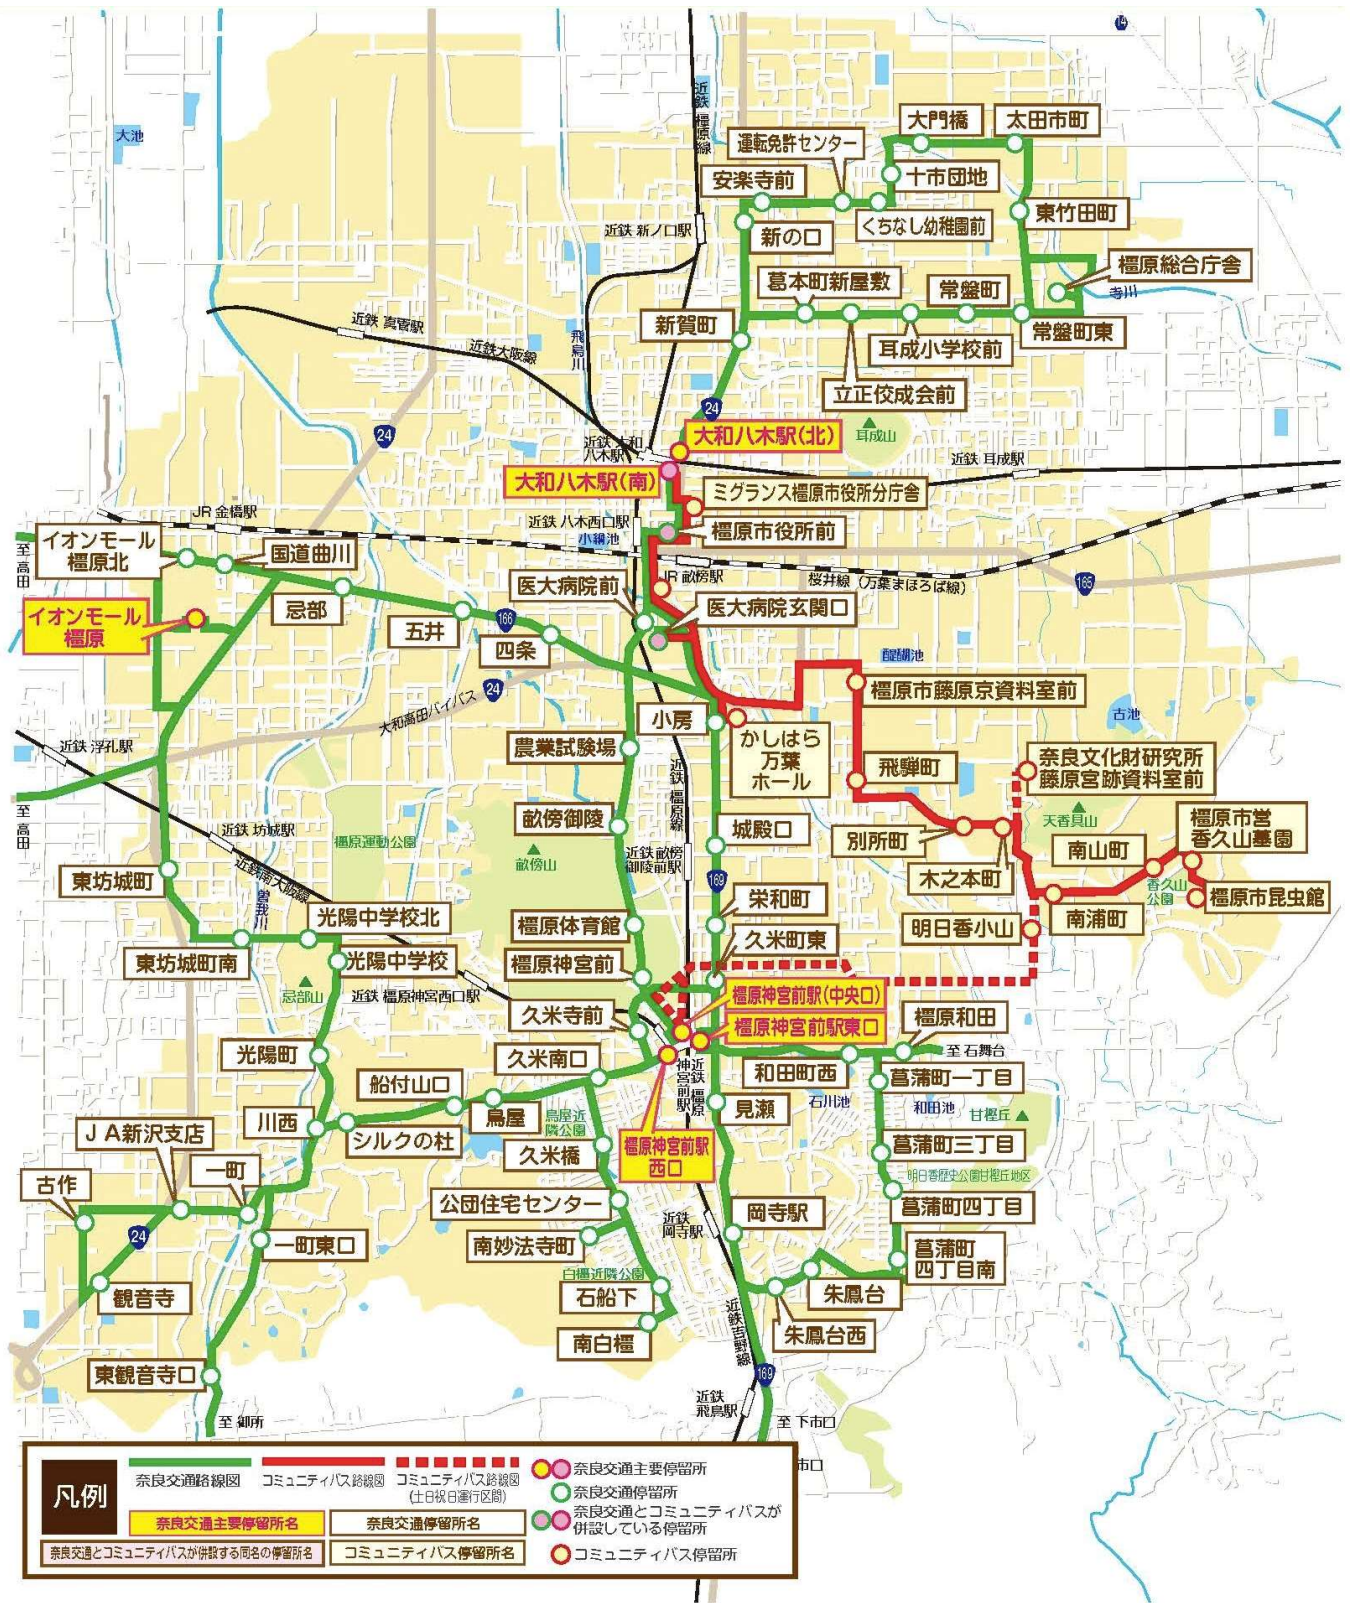 14
大池
近鉄 橿原線
大門橋
太田市町
運転免許センター
安楽寺前
十市団地
東竹田町
新の口
くちなし幼稚園前
近鉄 新ノ口駅
橿原総合庁舎
寺川
葛本町新屋敷
常盤町
近鉄 真菅駅
新賀町
耳成小学校前
常盤町東
近鉄大阪線
飛鳥川
立正佼成会前
24
24
大和八木駅(北)
耳成山
近鉄 大和
八木駅
近鉄 耳成駅
大和八木駅(南)
ミグランス橿原市役所分庁舎
JR 金橋駅
近鉄 八木西口駅
小綱池
橿原市役所前
至 高田
イオンモール
橿原北
国道曲川
JR 畝傍駅
桜井線(万葉まほろば線)
165
医大病院前
忌部
医大病院玄関口
イオンモール
橿原
五井
166
四条
醍醐池
24
橿原市藤原京資料室前
大和高田バイパス
小房
古池
近鉄 浮孔駅
農業試験場
かしはら
万葉
ホール
飛騨町
奈良文化財研究所
藤原宮跡資料室前
近鉄 橿原線
至 高田
畝傍御陵
城殿口
天香具山
橿原市営
香久山墓園
近鉄 坊城駅
橿原運動公園
畝傍山
近鉄 畝傍
御陵前駅
別所町
南山町
近鉄南大阪線
東坊城町
169
木之本町
香久山
公園
橿原市昆虫館
曽我川
栄和町
南浦町
光陽中学校北
橿原体育館
久米町東
明日香小山
東坊城町南
光陽中学校
橿原神宮前
忌部山
近鉄 橿原神宮西口駅
橿原神宮前駅(中央口)
久米寺前
橿原神宮前駅東口
橿原和田
光陽町
久米南口
至 石舞台
和田町西
船付山口
近鉄 橿原
神宮前駅
菖蒲町一丁目
見瀬
石川池
和田池
甘樫丘
鳥屋
鳥屋近
隣公園
川西
シルクの杜
JA新沢支店
久米橋
橿原神宮前駅
西口
菖蒲町三丁目
明日香歴史公園甘樫丘地区
一町
古作
公団住宅センター
菖蒲町四丁目
岡寺駅
近鉄
岡寺駅
24
一町東口
南妙法寺町
菖蒲町
四丁目南
白橿近隣公園
観音寺
石船下
朱鳳台
近鉄吉野線
南白橿
朱鳳台西
東観音寺口
169
近鉄
飛鳥駅
至 御所
至 下市口
市口
凡例
奈良交通路線図
コミュニティバス路線図
コミュニティバス路線図
(土日祝日運行区間)
奈良交通主要停留所
奈良交通停留所
奈良交通とコミュニティバスが
併設している停留所
奈良交通主要停留所名
奈良交通停留所名
奈良交通とコミュニティバスが併設する同名の停留所名
コミュニティバス停留所名
コミュニティバス停留所